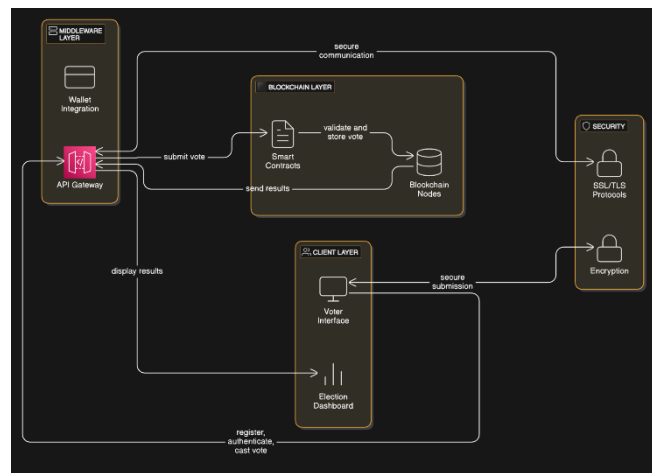 MIDDLEWARE
LAYER
Wallet
Integration
API Gateway
secure
communication
BLOCKCHAIN LAYER
submit vote
Smart
Contracts
validate and
store vote
Blockchain
Nodes
send results
SECURITY
SSL/TLS
Protocols
Encryption
CLIENT LAYER
display results
Voter
Interface
secure
submission
Election
Dashboard
register,
authenticate,
cast vote